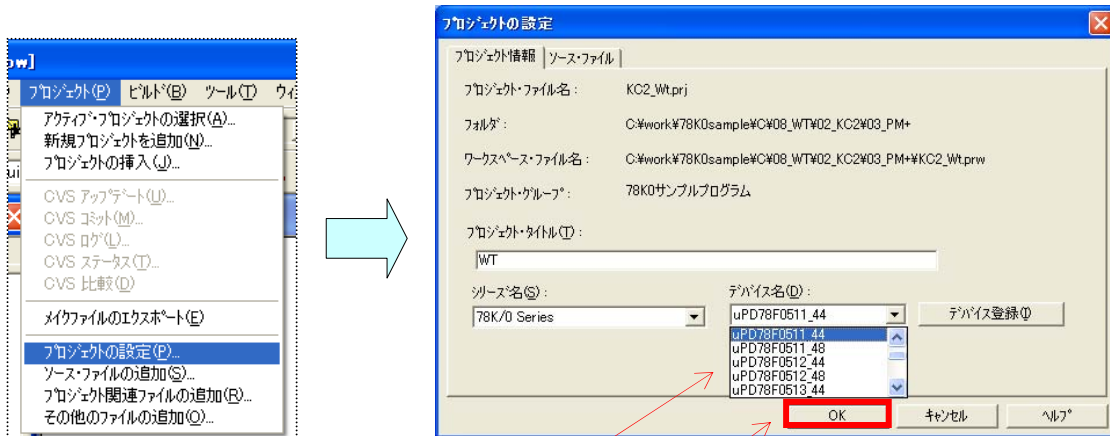 ow]
プロジェクト(P) ビルド(B) ツール(T) ウィ
アクティブ・プロジェクトの選択(A)...
新規プロジェクトを追加(N)...
プロジェクトの挿入(J)...
CVS アップデート(U)...
CVS コミット(M)...
CVS ログ(L)...
CVS ステータス(T)...
CVS 比較(D)
メイクファイルのエクスポート(E)
プロジェクトの設定(P)...
ソース・ファイルの追加(S)...
プロジェクト関連ファイルの追加(R)...
その他のファイルの追加(O)...
プロジェクトの設定
プロジェクト情報 ソース・ファイル
プロジェクト・ファイル名 : KC2_Wt.prj
フォルダ : C:¥work¥78K0sample¥C¥08_WT¥02_KC2¥03_PM+
ワークスペース・ファイル名 : C:¥work¥78K0sample¥C¥08_WT¥02_KC2¥03_PM+¥KC2_Wt.prw
プロジェクト・グループ : 78K0サンプルプログラム
プロジェクト・タイトル(T) :
WT
シリーズ名(S) : デバイス名(D) :
78K/0 Series uPD78F0511_44 デバイス登録(I)
uPD78F0511_44
uPD78F0511_48
uPD78F0512_44
uPD78F0512_48
uPD78F0513_44
OK キャンセル ヘルプ